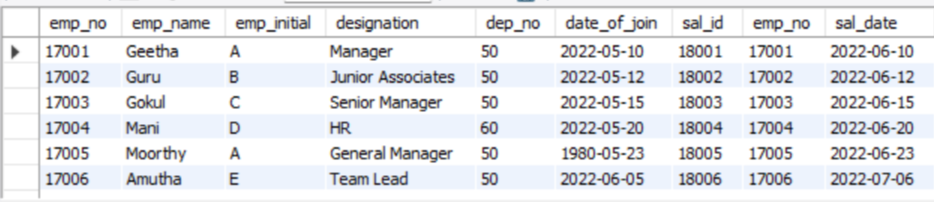 emp_no emp_name emp_initial designation dep_no date_of_join sal_id emp_no sal_date
17001 Geetha A Manager 50 2022-05-10 18001 17001 2022-06-10
17002 Guru B Junior Associates 50 2022-05-12 18002 17002 2022-06-12
17003 Gokul C Senior Manager 50 2022-05-15 18003 17003 2022-06-15
17004 Mani D HR 60 2022-05-20 18004 17004 2022-06-20
17005 Moorthy A General Manager 50 1980-05-23 18005 17005 2022-06-23
17006 Amutha E Team Lead 50 2022-06-05 18006 17006 2022-07-06